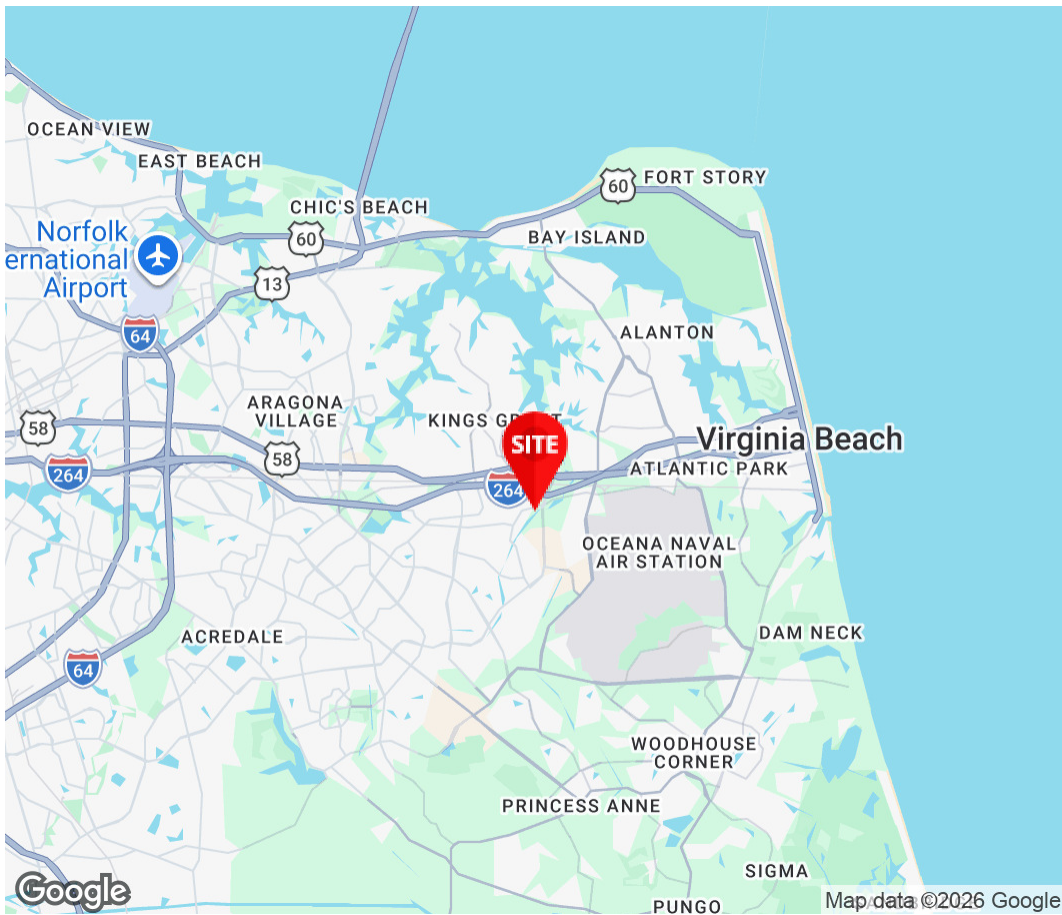 OCEAN VIEW
EAST BEACH
FORT STORY
60
CHIC'S BEACH
60
BAY ISLAND
Norfolk
ernational
Airport
13
64
ALANTON
ARAGONA
VILLAGE
KINGS GR
T
58
58
SITE
Virginia Beach
264
264
ATLANTIC PARK
OCEANA NAVAL
AIR STATION
ACREDALE
DAM NECK
64
WOODHOUSE
CORNER
PRINCESS ANNE
SIGMA
Google
Map data ©2026 Google
PUNGO